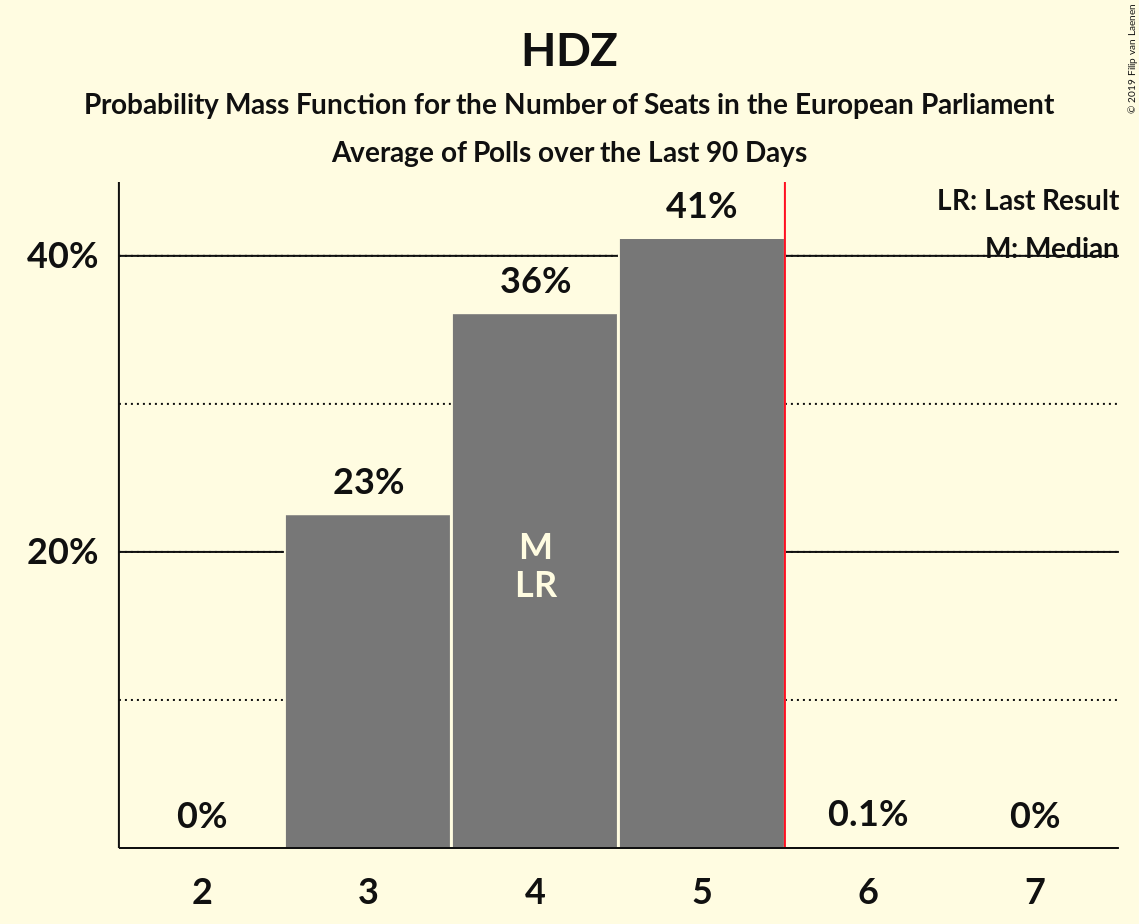 HDZ
Probability Mass Function for the Number of Seats in the European Parliament
Average of Polls over the Last 90 Days
© 2019 Filip van Laenen
LR: Last Result
M: Median
40%
20%
0%
23%
36%
M
LR
41%
0.1%
0%
2 3 4 5 6 7